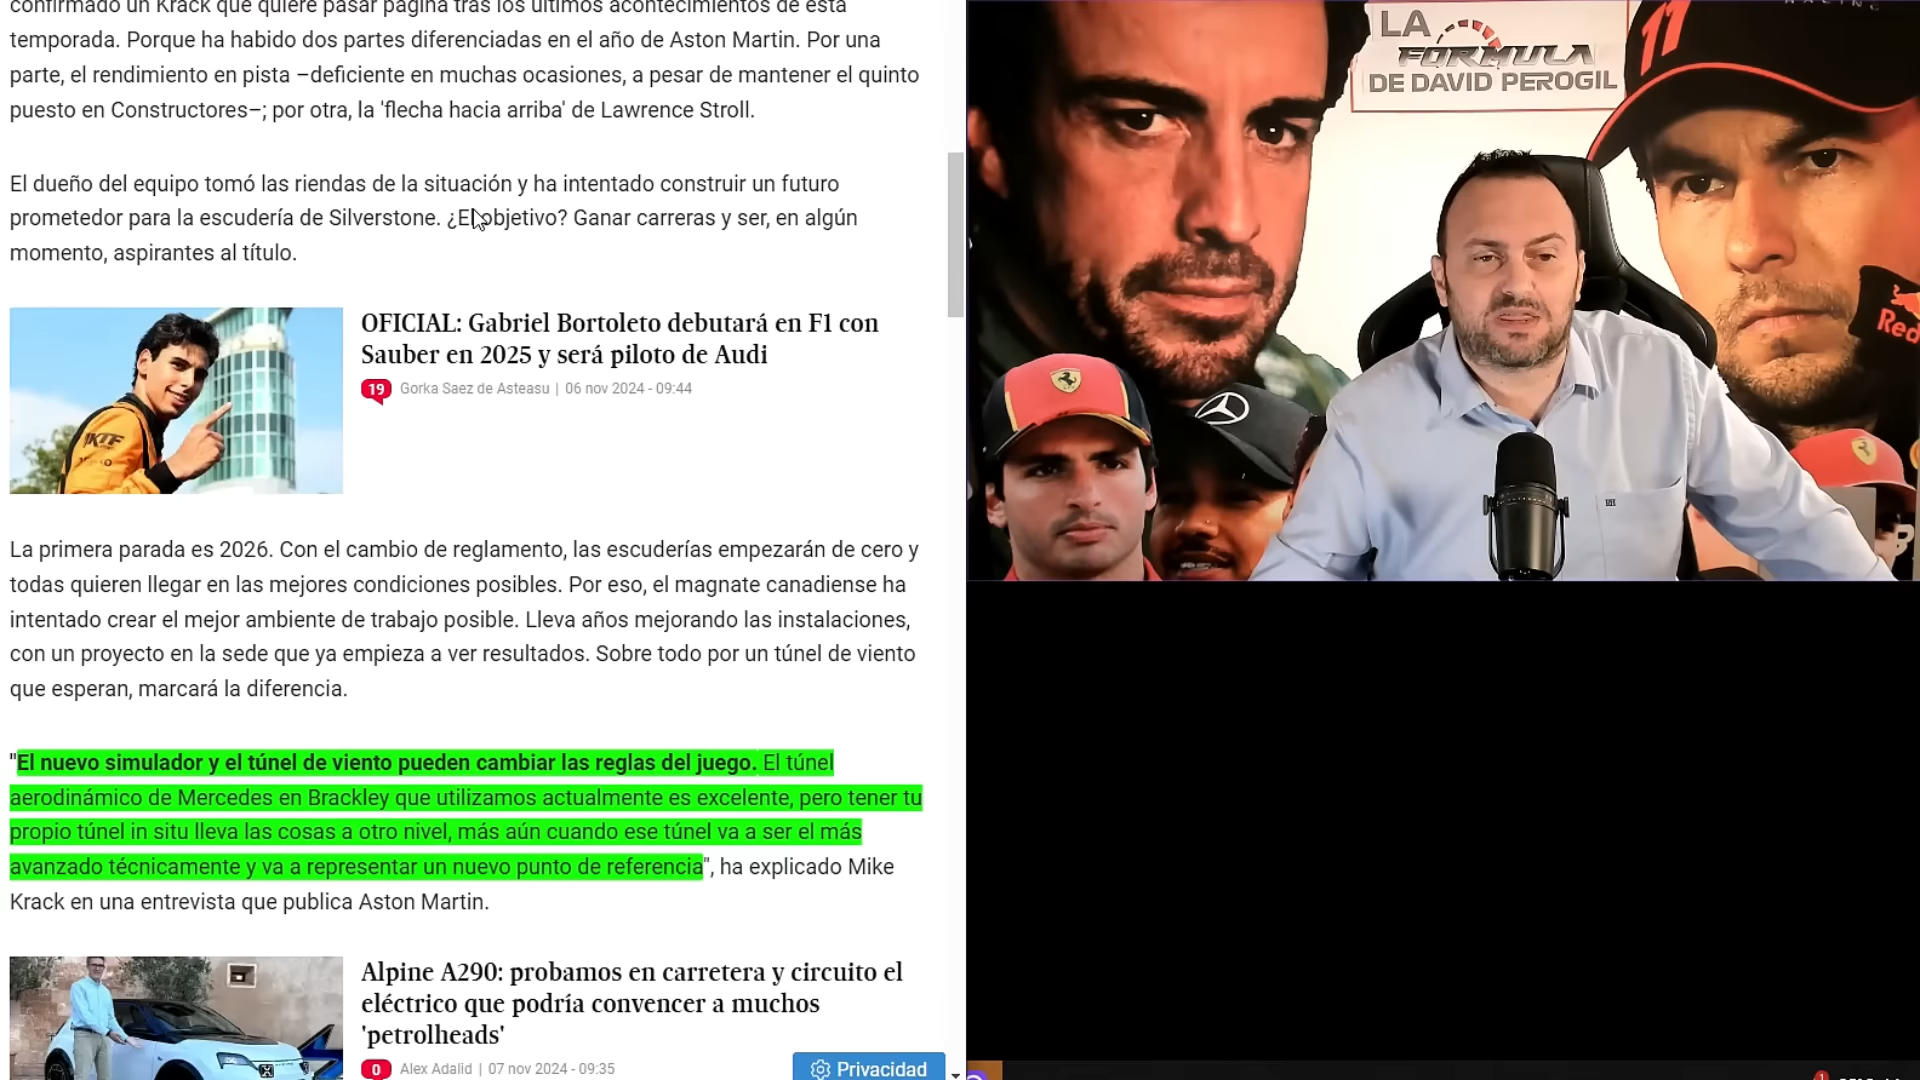 confirmado un Krack que quiere pasar página tras los últimos acontecimientos de esta
temporada. Porque ha habido dos partes diferenciadas en el año de Aston Martin. Por una
parte, el rendimiento en pista –deficiente en muchas ocasiones, a pesar de mantener el quinto
puesto en Constructores–; por otra, la 'flecha hacia arriba' de Lawrence Stroll.
El dueño del equipo tomó las riendas de la situación y ha intentado construir un futuro
prometedor para la escudería de Silverstone. ¿El objetivo? Ganar carreras y ser, en algún
momento, aspirantes al título.
OFICIAL: Gabriel Bortoleto debutará en F1 con
Sauber en 2025 y será piloto de Audi
19 Gorka Saez de Asteasu | 06 nov 2024 - 09:44
La primera parada es 2026. Con el cambio de reglamento, las escuderías empezarán de cero y
todas quieren llegar en las mejores condiciones posibles. Por eso, el magnate canadiense ha
intentado crear el mejor ambiente de trabajo posible. Lleva años mejorando las instalaciones,
con un proyecto en la sede que ya empieza a ver resultados. Sobre todo por un túnel de viento
que esperan, marcará la diferencia.
"El nuevo simulador y el túnel de viento pueden cambiar las reglas del juego. El túnel
aerodinámico de Mercedes en Brackley que utilizamos actualmente es excelente, pero tener tu
propio túnel in situ lleva las cosas a otro nivel, más aún cuando ese túnel va a ser el más
avanzado técnicamente y va a representar un nuevo punto de referencia", ha explicado Mike
Krack en una entrevista que publica Aston Martin.
Alpine A290: probamos en carretera y circuito el
eléctrico que podría convencer a muchos
'petrolheads'
0 Alex Adalid | 07 nov 2024 - 09:35
Privacidad
LA
FÓRMULA
DE DAVID PEROGIL
11
Red
KTF